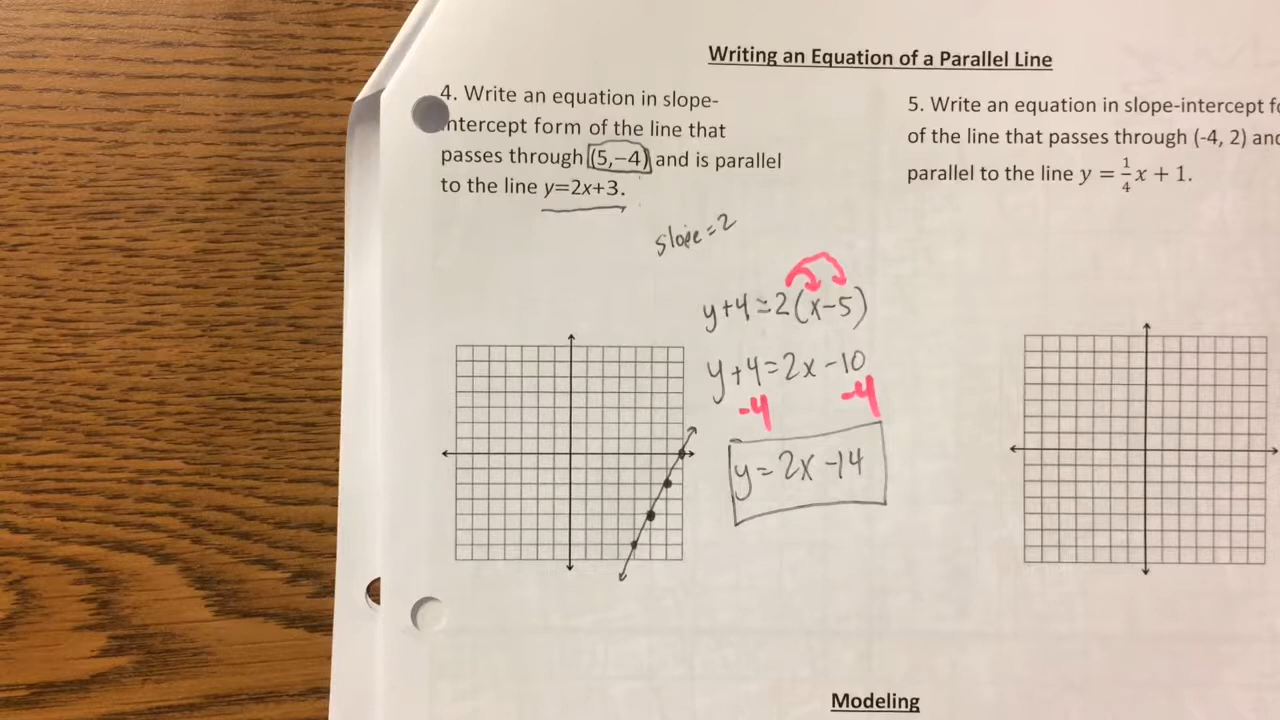 Writing an Equation of a Parallel Line
4. Write an equation in slope-
intercept form of the line that
passes through (5,−4) and is parallel
to the line y=2x+3.
slope=2
y+4=2(x-5)
y+4=2x-10
-4 -4
y=2x-14
5. Write an equation in slope-intercept
of the line that passes through (-4, 2) and
parallel to the line y = 1/4 x + 1.
Modeling